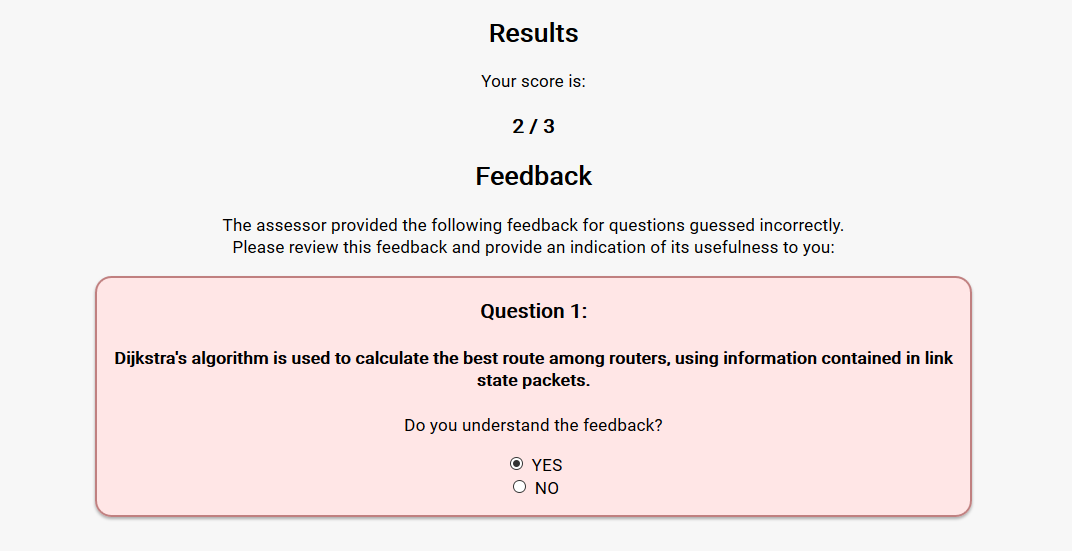 Results
Your score is:
2 / 3
Feedback
The assessor provided the following feedback for questions guessed incorrectly.
Please review this feedback and provide an indication of its usefulness to you:
Question 1:
Dijkstra's algorithm is used to calculate the best route among routers, using information contained in link
state packets.
Do you understand the feedback?
YES
NO